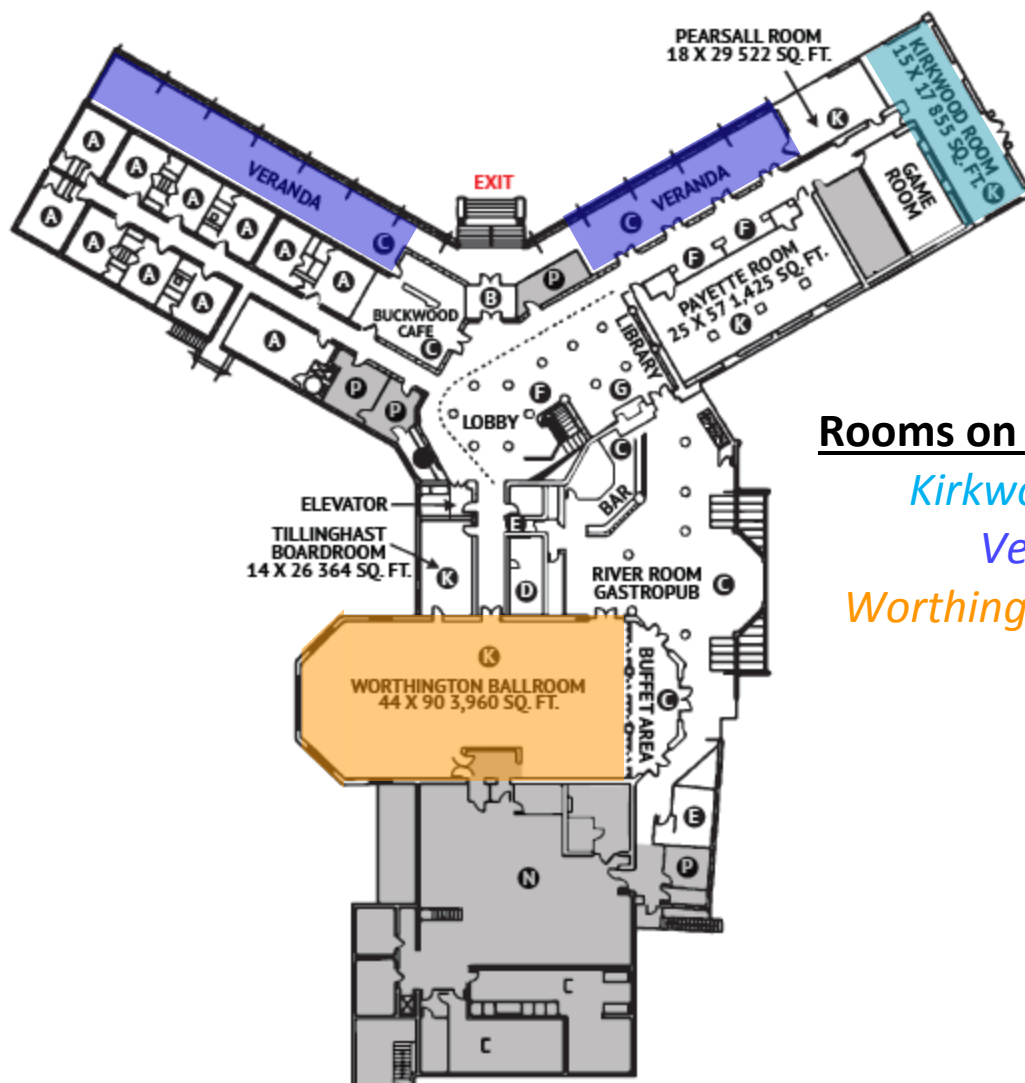 PEARSALL ROOM
18 X 29 522 SQ. FT.
K
KIRKWOOD ROOM
15 X 17 855 SQ. FT.
K
GAME
ROOM
EXIT
VERANDA
C
VERANDA
C
A
A
A
A
A
A
A
A
A
A
A
B
P
F
F
PAYETTE ROOM
25 X 57 1,425 SQ. FT.
K
BUCKWOOD
CAFE
C
LIBRARY
P
P
LOBBY
F
G
C
BAR
ELEVATOR
E
TILLINGHAST
BOARDROOM
14 X 26 364 SQ. FT.
K
D
RIVER ROOM
GASTROPUB
C
Rooms on
Kirkwo
Ve
Worthing
K
WORTHINGTON BALLROOM
44 X 90 3,960 SQ. FT.
BUFFET AREA
C
E
P
N
C
C